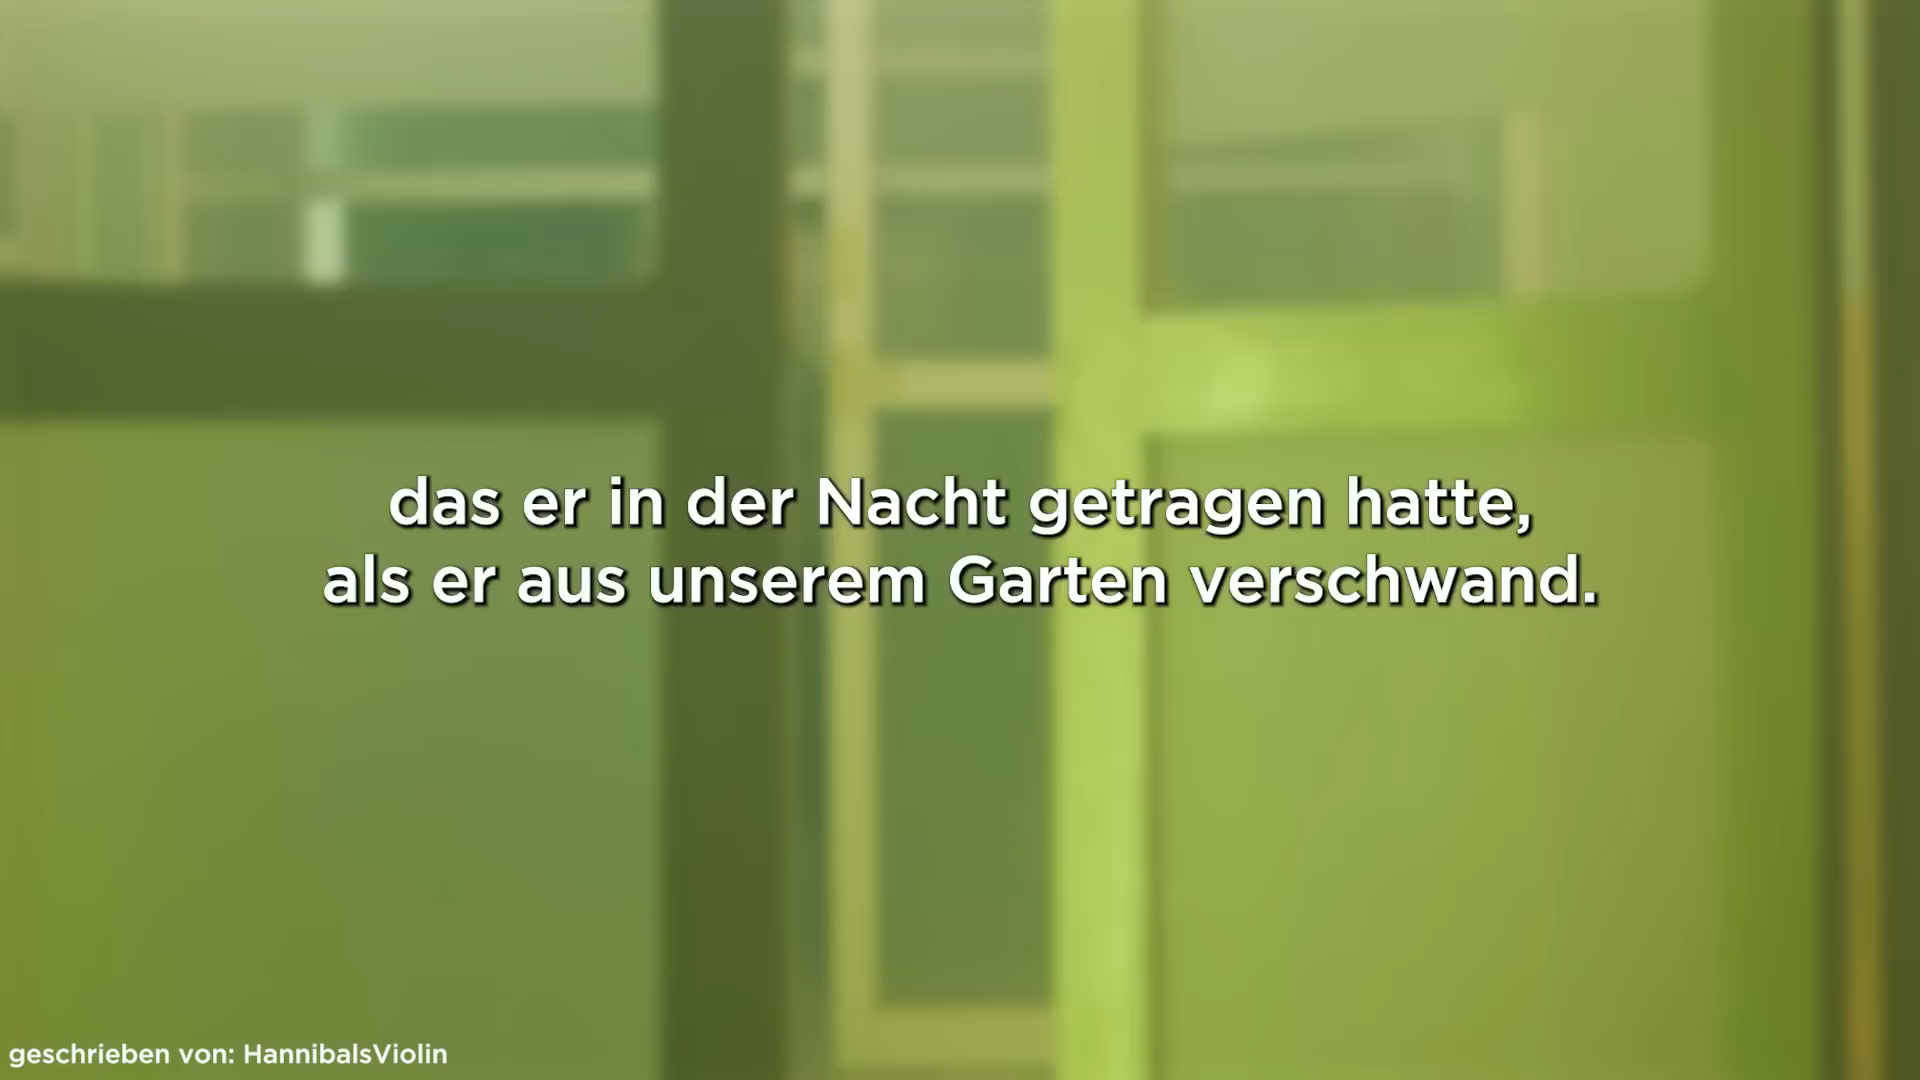 das er in der Nacht getragen hatte,
als er aus unserem Garten verschwand.
geschrieben von: HannibalsViolin